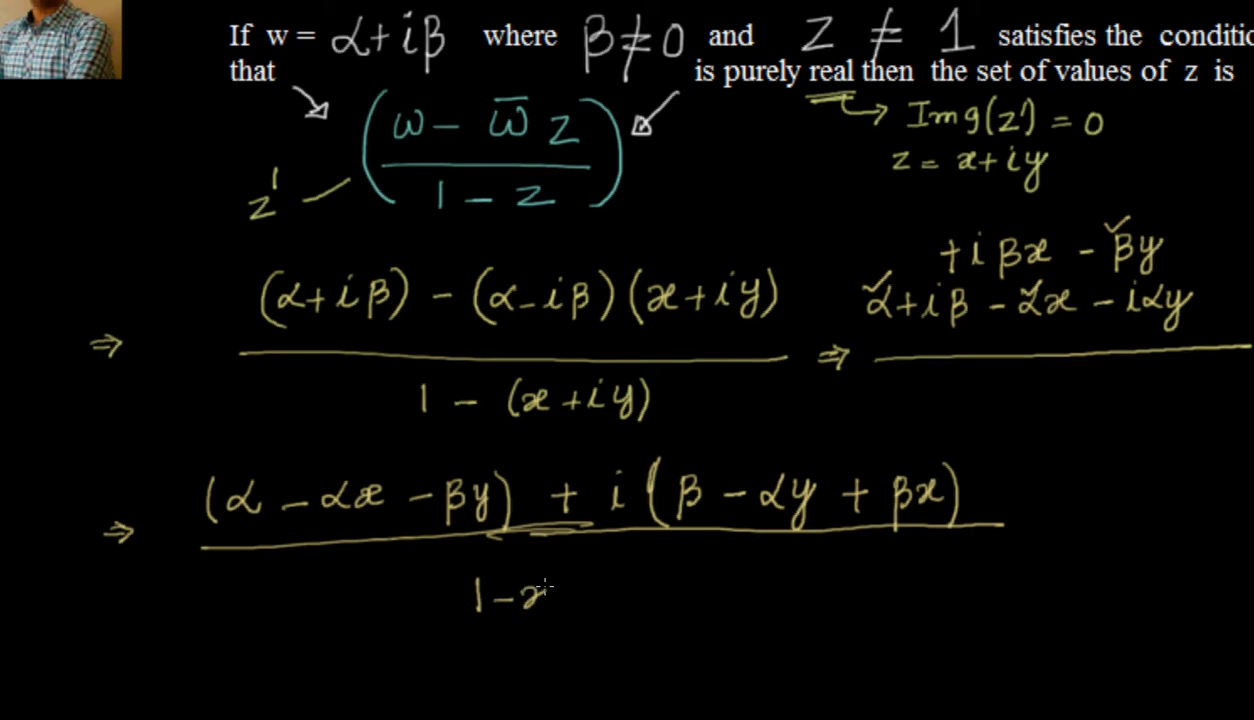 If w = α+iβ where β≠0 and z ≠ 1 satisfies the conditic
that (ω - ω̅ z / 1 - z) is purely real then the set of values of z is
→ Img(z') = 0
z = x+iy
z'
⇒ (α+iβ) - (α-iβ)(x+iy) / 1 - (x+iy)
⇒ α+iβ - αx - iαy + iβx - βy
⇒ (α - αx - βy) + i(β - αy + βx) / 1 - x